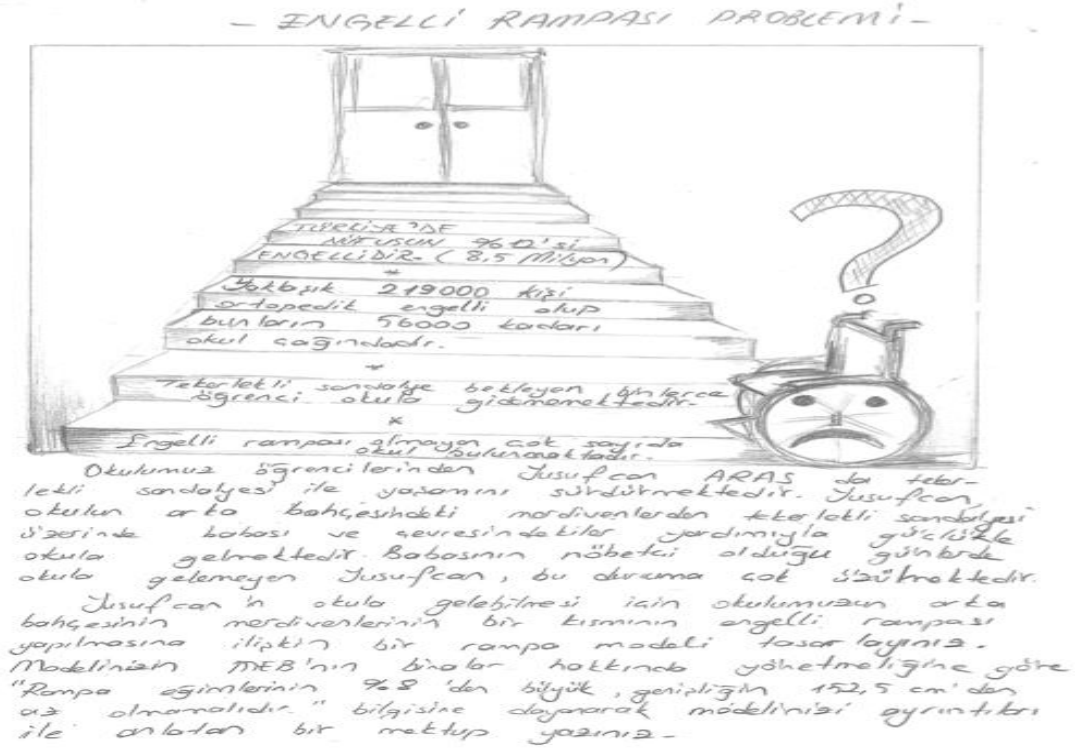 - ENGELLİ RAMPASI PROBLEMİ -
?
TÜRKİYE'DE
NÜFUSUN %12'si
ENGELLİDİR. (8,5 Milyon)
*
Yaklaşık 219000 kişi
ortopedik engelli olup
bunların 56000 kadarı
okul çağındadır.
*
Tekerlekli sandalye bekleyen binlerce
öğrenci okula gidememektedir.
*
Engelli rampası olmayan çok sayıda
okul bulunmaktadır.
Okulumuz öğrencilerinden Yusufcan ARAS da teker-
lekli sandalyesi ile yaşamını sürdürmektedir. Yusufcan,
okulun arka bahçesindeki merdivenlerden tekerlekli sandalyesi
üzerinde babası ve çevresindekiler yardımıyla güçlükle
okula gelmektedir. Babasının nöbetçi olduğu günlerde
okula gelemeyen Yusufcan, bu duruma çok üzülmektedir.
Yusufcan'ın okula gelebilmesi için okulumuzun arka
bahçesinin merdivenlerinin bir kısmının engelli rampası
yapılmasına ilişkin bir rampa modeli tasarlayınız.
Modelinizin MEB'nın binalar hakkında yönetmeliğine göre
"Rampa eğimlerinin %8'den büyük, genişliğin 152,5 cm'den
az olmamalıdır." bilgisine dayanarak modelinizi ayrıntıları
ile anlatan bir mektup yazınız.